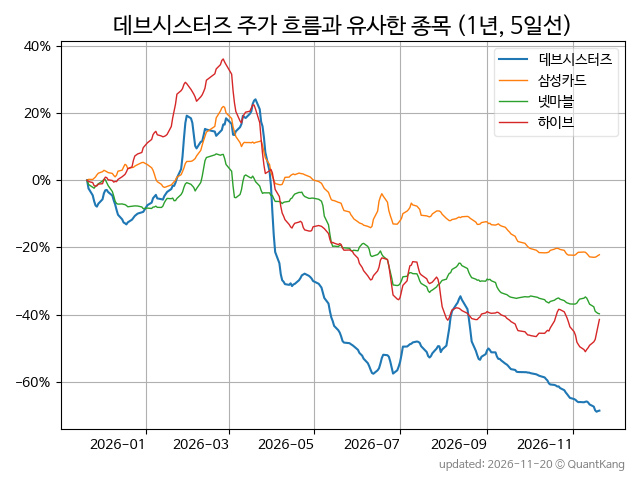 데브시스터즈 주가 흐름과 유사한 종목 (1년, 5일선)
40%
20%
0%
−20%
−40%
−60%
데브시스터즈
삼성카드
넷마블
하이브
2026-01
2026-03
2026-05
2026-07
2026-09
2026-11
updated: 2026-11-20 © QuantKang